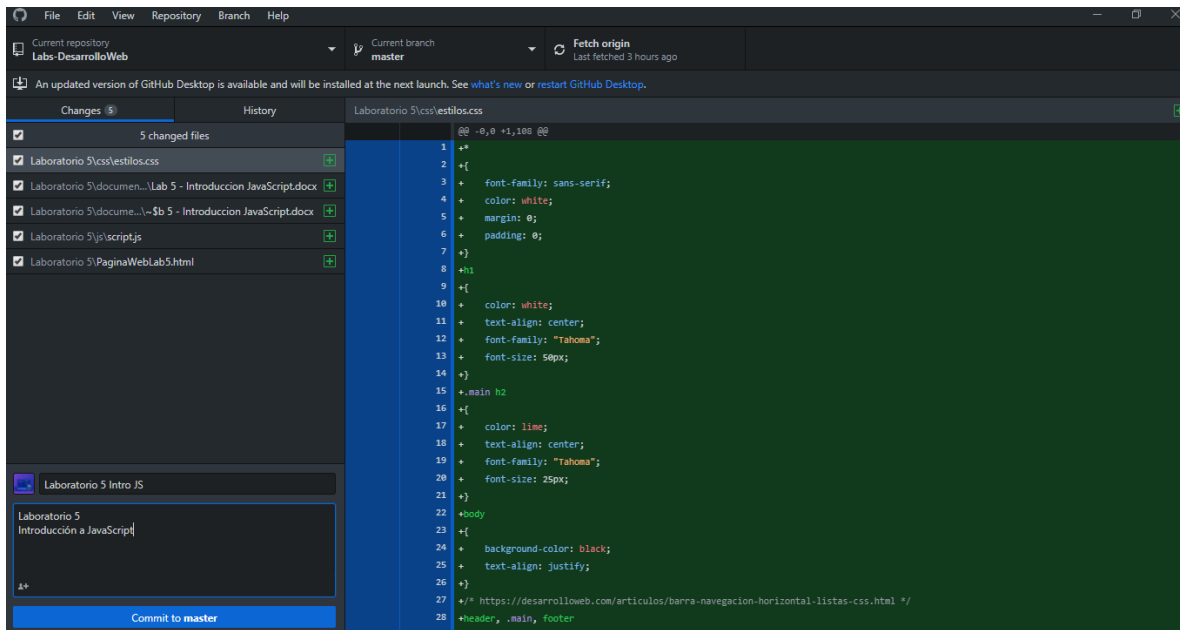 File Edit View Repository Branch Help
Current repository
Labs-DesarrolloWeb
Current branch
master
Fetch origin
Last fetched 3 hours ago
An updated version of GitHub Desktop is available and will be installed at the next launch. See what's new or restart GitHub Desktop.
Changes 5 History
Laboratorio 5\css\estilos.css
5 changed files
Laboratorio 5\css\estilos.css
Laboratorio 5\documen...\Lab 5 - Introduccion JavaScript.docx
Laboratorio 5\docume...\~$b 5 - Introduccion JavaScript.docx
Laboratorio 5\js\script.js
Laboratorio 5\PaginaWebLab5.html
Laboratorio 5 Intro JS
Laboratorio 5
Introducción a JavaScript
Commit to master
@@ -0,0 +1,108 @@
1 +*
2 +{
3 + font-family: sans-serif;
4 + color: white;
5 + margin: 0;
6 + padding: 0;
7 +}
8 +h1
9 +{
10 + color: white;
11 + text-align: center;
12 + font-family: "Tahoma";
13 + font-size: 50px;
14 +}
15 +.main h2
16 +{
17 + color: lime;
18 + text-align: center;
19 + font-family: "Tahoma";
20 + font-size: 25px;
21 +}
22 +body
23 +{
24 + background-color: black;
25 + text-align: justify;
26 +}
27 +/* https://desarrolloweb.com/articulos/barra-navegacion-horizontal-listas-css.html */
28 +header, .main, footer